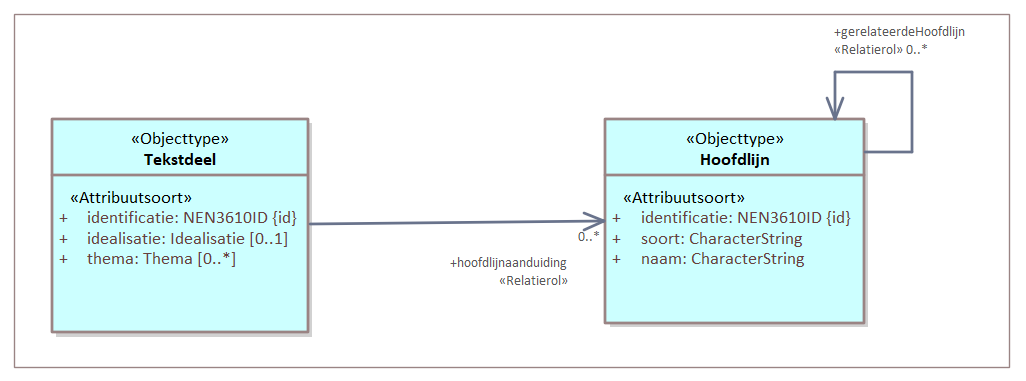 +gerelateerdeHoofdlijn
«Relatierol» 0..*
«Objecttype»
Tekstdeel
«Attribuutsoort»
+ identificatie: NEN3610ID {id}
+ idealisatie: Idealisatie [0..1]
+ thema: Thema [0..*]
«Objecttype»
Hoofdlijn
«Attribuutsoort»
+ identificatie: NEN3610ID {id}
+ soort: CharacterString
+ naam: CharacterString
0..*
+hoofdlijnaanduiding
«Relatierol»